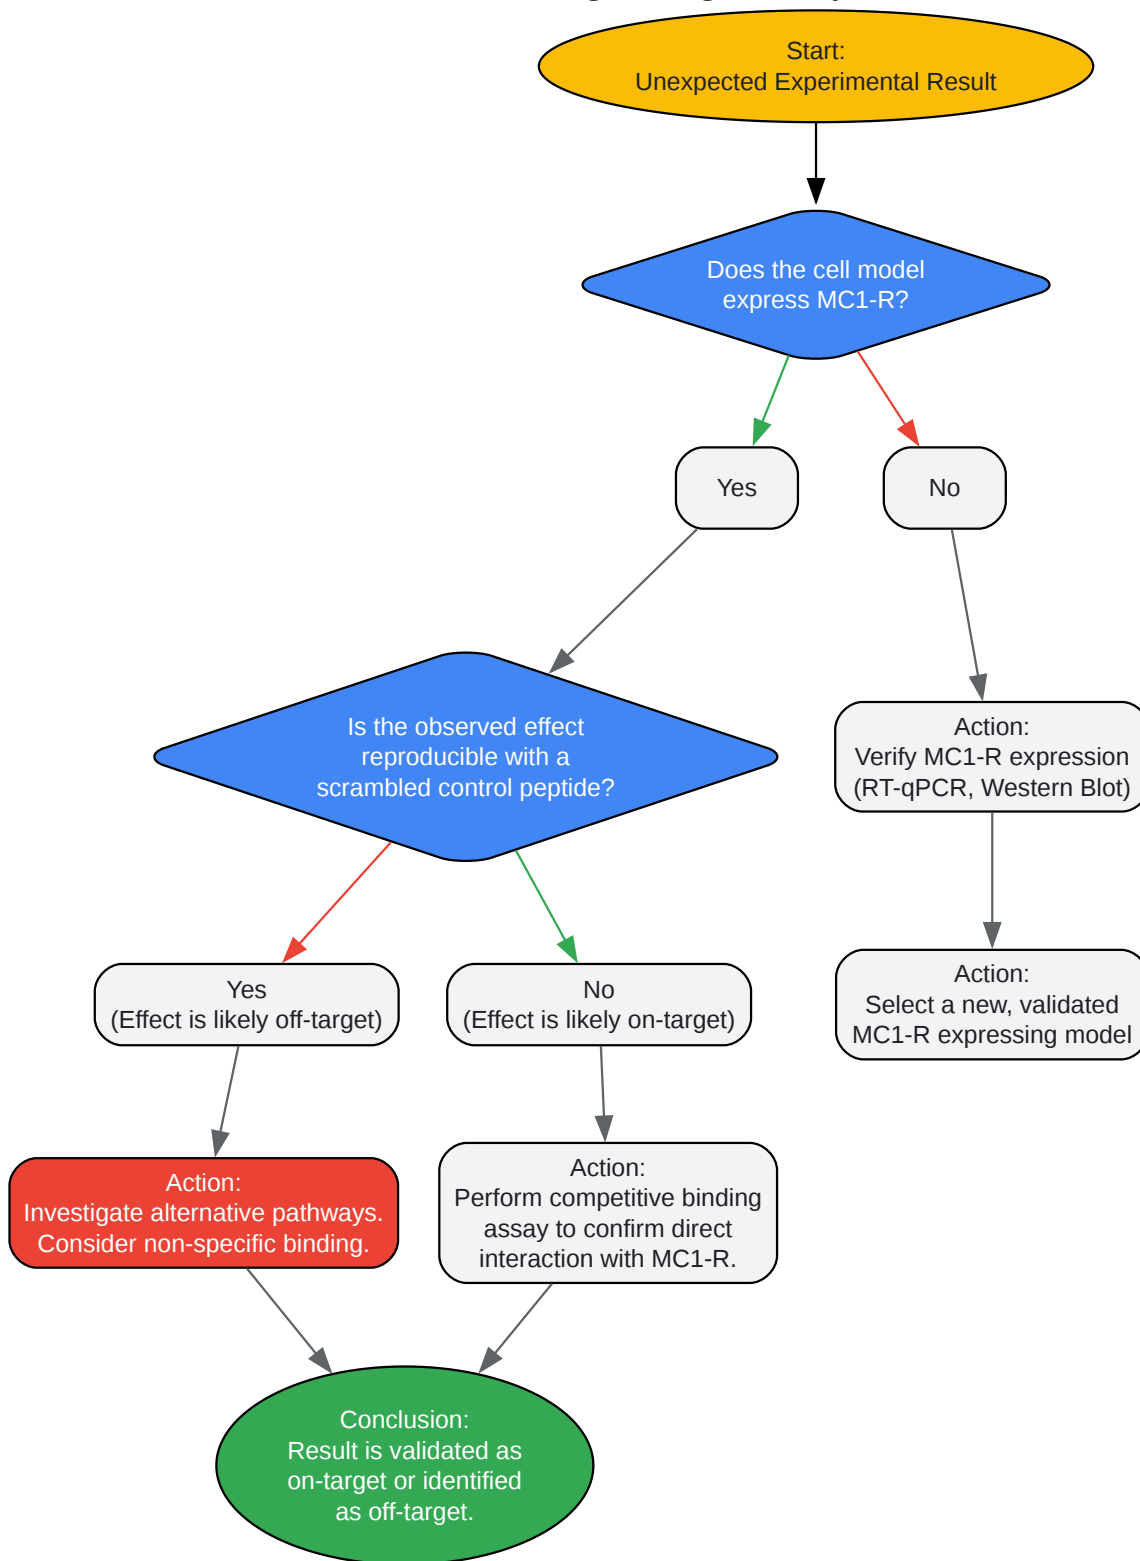 Start:
Unexpected Experimental Result
Does the cell model
express MC1-R?
Yes
No
Is the observed effect
reproducible with a
scrambled control peptide?
Action:
Verify MC1-R expression
(RT-qPCR, Western Blot)
Yes
(Effect is likely off-target)
No
(Effect is likely on-target)
Action:
Select a new, validated
MC1-R expressing model
Action:
Investigate alternative pathways.
Consider non-specific binding.
Action:
Perform competitive binding
assay to confirm direct
interaction with MC1-R.
Conclusion:
Result is validated as
on-target or identified
as off-target.